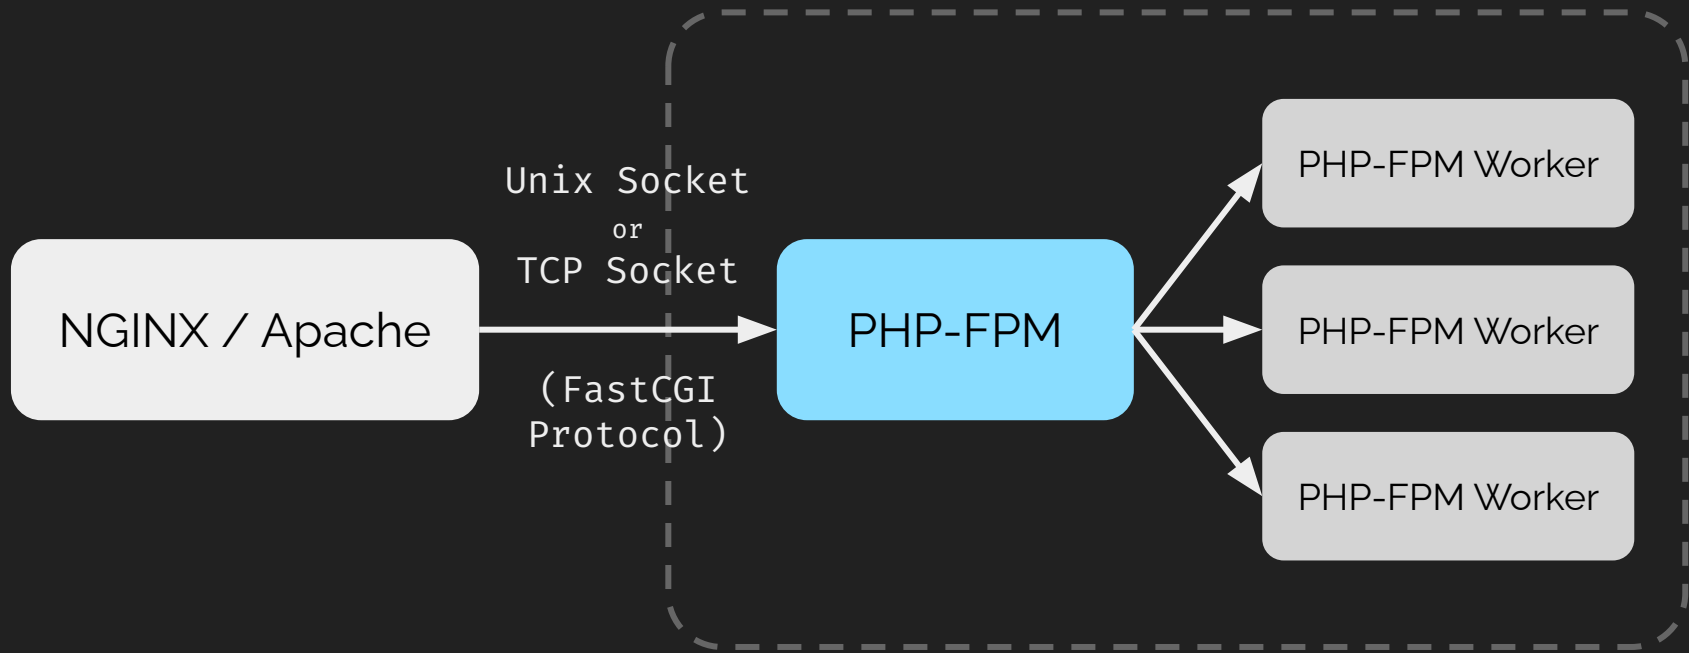 NGINX / Apache
Unix Socket
or
TCP Socket
(FastCGI
Protocol)
PHP-FPM
PHP-FPM Worker
PHP-FPM Worker
PHP-FPM Worker